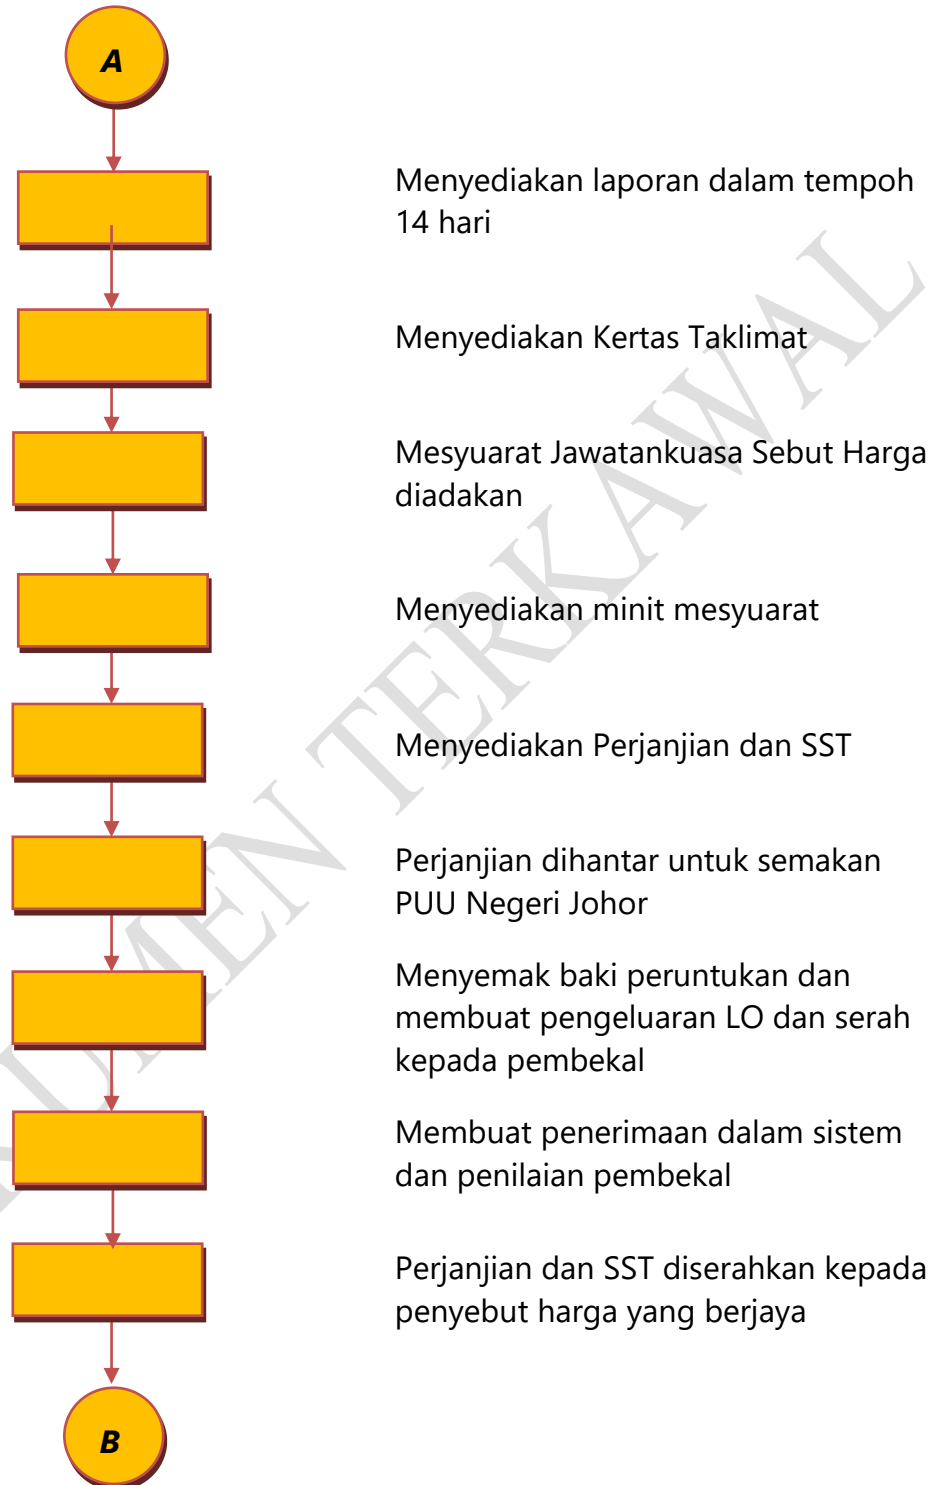 A
Menyediakan laporan dalam tempoh
14 hari
Menyediakan Kertas Taklimat
Mesyuarat Jawatankuasa Sebut Harga
diadakan
Menyediakan minit mesyuarat
Menyediakan Perjanjian dan SST
Perjanjian dihantar untuk semakan
PUU Negeri Johor
Menyemak baki peruntukan dan
membuat pengeluaran LO dan serah
kepada pembekal
Membuat penerimaan dalam sistem
dan penilaian pembekal
Perjanjian dan SST diserahkan kepada
penyebut harga yang berjaya
B
KUMEN TERKAWAL